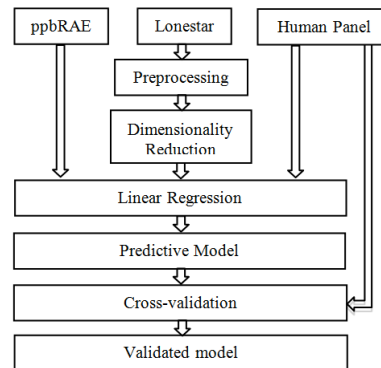 ppbRAE
Lonestar
Human Panel
Preprocessing
Dimensionality
Reduction
Linear Regression
Predictive Model
Cross-validation
Validated model